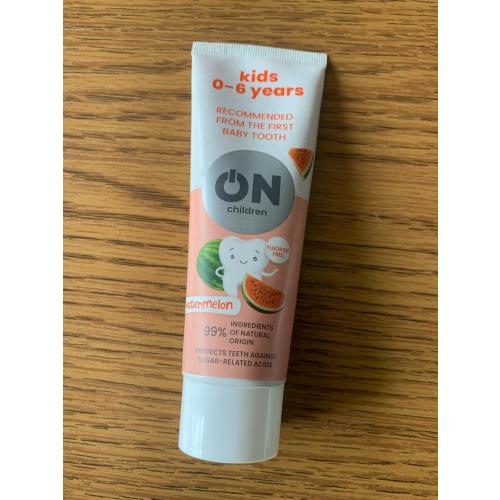 kids
0-6 years
RECOMMENDED
FROM THE FIRST
BABY TOOTH
ON
children
FLUORIDE
FREE
watermelon
99% INGREDIENTS
OF NATURAL
ORIGIN
PROTECTS TEETH AGAINST
SUGAR-RELATED ACIDS